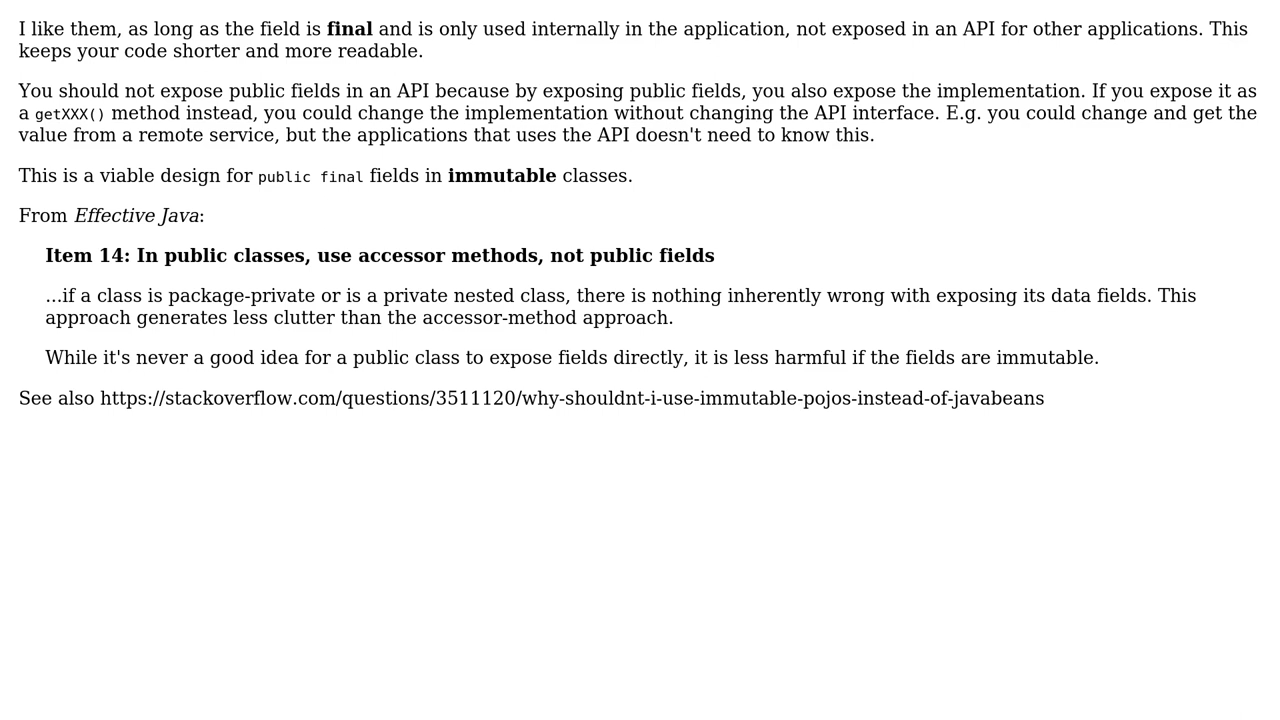 I like them, as long as the field is final and is only used internally in the application, not exposed in an API for other applications. This
keeps your code shorter and more readable.
You should not expose public fields in an API because by exposing public fields, you also expose the implementation. If you expose it as
a getXXX() method instead, you could change the implementation without changing the API interface. E.g. you could change and get the
value from a remote service, but the applications that uses the API doesn't need to know this.
This is a viable design for public final fields in immutable classes.
From Effective Java:
Item 14: In public classes, use accessor methods, not public fields
...if a class is package-private or is a private nested class, there is nothing inherently wrong with exposing its data fields. This
approach generates less clutter than the accessor-method approach.
While it's never a good idea for a public class to expose fields directly, it is less harmful if the fields are immutable.
See also https://stackoverflow.com/questions/3511120/why-shouldnt-i-use-immutable-pojos-instead-of-javabeans